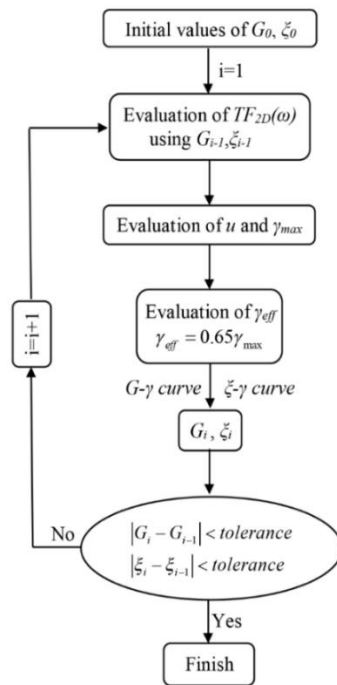 Initial values of G₀, ξ₀
i=1
Evaluation of TF₂D(ω)
using Gᵢ₋₁,ξᵢ₋₁
Evaluation of u and γmax
Evaluation of γeff
γeff = 0.65γmax
i=i+1
G-γ curve ξ-γ curve
Gᵢ, ξᵢ
No
|Gᵢ − Gᵢ₋₁| < tolerance
|ξᵢ − ξᵢ₋₁| < tolerance
Yes
Finish